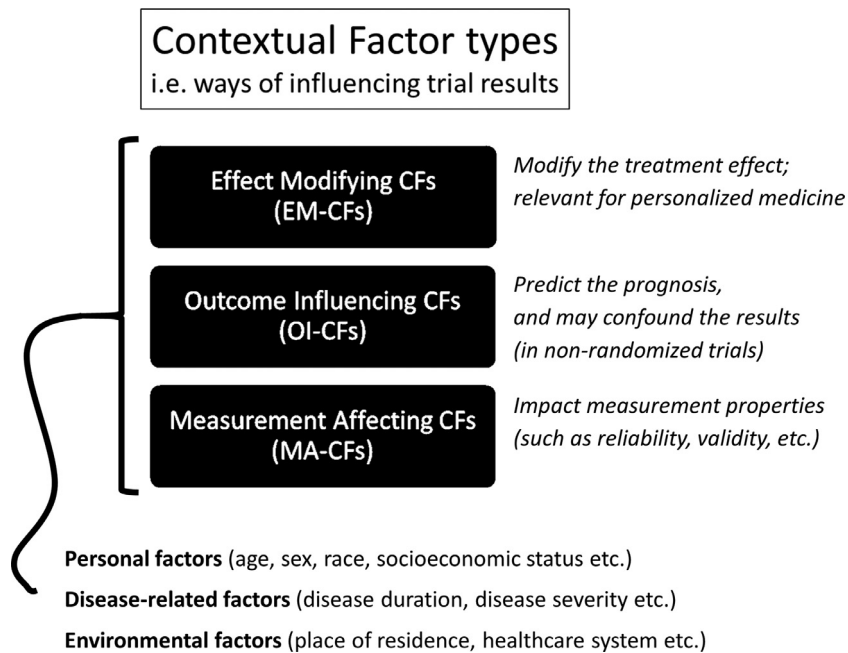 Contextual Factor types
i.e. ways of influencing trial results
Effect Modifying CFs
(EM-CFs)
Modify the treatment effect;
relevant for personalized medicine
Outcome Influencing CFs
(OI-CFs)
Predict the prognosis,
and may confound the results
(in non-randomized trials)
Measurement Affecting CFs
(MA-CFs)
Impact measurement properties
(such as reliability, validity, etc.)
Personal factors (age, sex, race, socioeconomic status etc.)
Disease-related factors (disease duration, disease severity etc.)
Environmental factors (place of residence, healthcare system etc.)